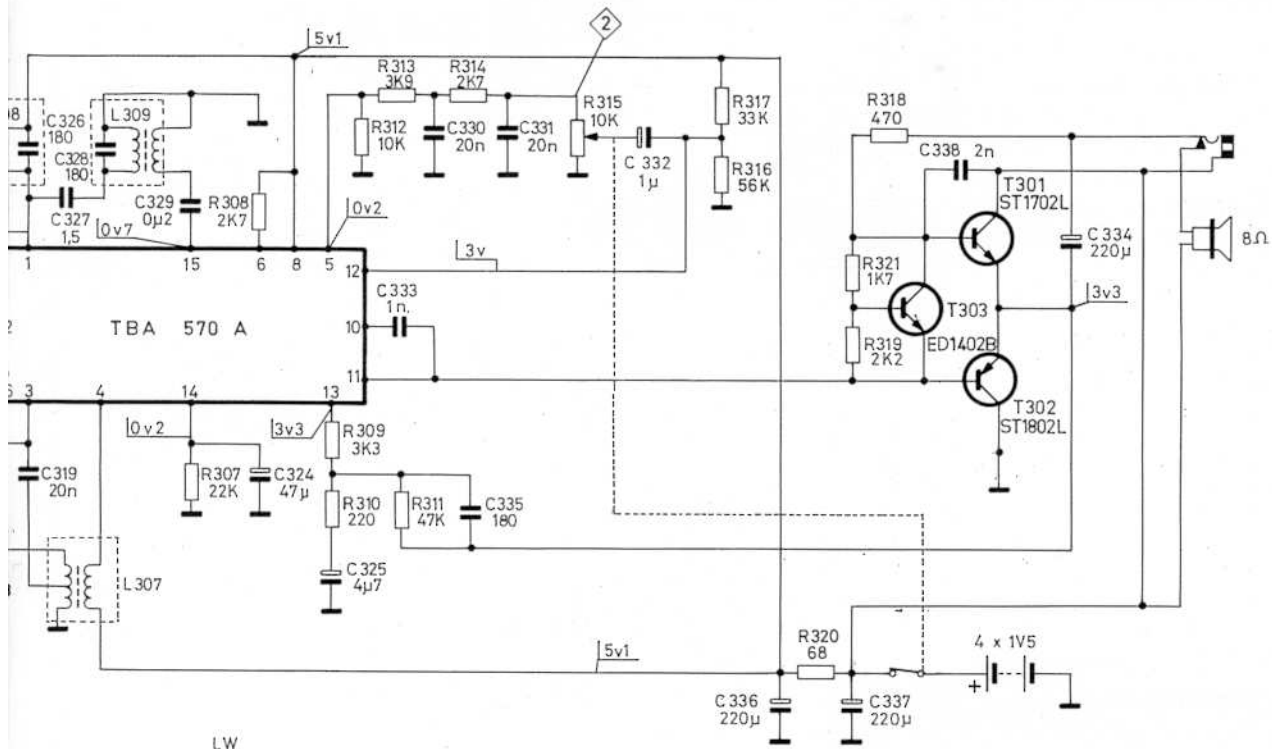 2
5v1
R313
3K9
R314
2K7
L309
C326
180
C328
180
R312
10K
C330
20n
C331
20n
R315
10K
R317
33K
R318
470
C338 2n
C 332
1µ
R316
56K
T301
ST1702L
C329
0µ2
R308
2K7
C327
1,5
0v7
0v2
3v
C 334
220µ
8Ω
1
15
6
8
5
12
R321
1K7
3v3
C333
1n
T303
TBA 570 A
10
R319
2K2
ED1402B
11
3
4
14
13
T302
ST1802L
0v2
3v3
R309
3K3
C319
20n
R307
22K
C324
47µ
R310
220
R311
47K
C335
180
L307
C325
4µ7
5v1
R320
68
4 x 1V5
+
C336
220µ
C337
220µ
LW